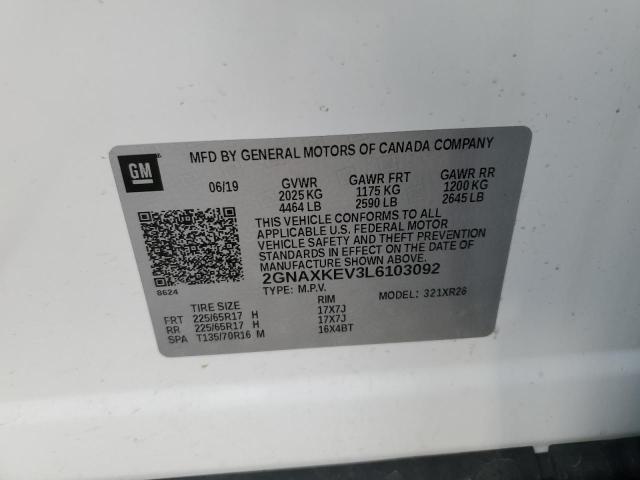 GM
MFD BY GENERAL MOTORS OF CANADA COMPANY
06/19 GVWR GAWR FRT GAWR RR
2025 KG 1175 KG 1200 KG
4464 LB 2590 LB 2645 LB
THIS VEHICLE CONFORMS TO ALL
APPLICABLE U.S. FEDERAL MOTOR
VEHICLE SAFETY AND THEFT PREVENTION
STANDARDS IN EFFECT ON THE DATE OF
MANUFACTURE SHOWN ABOVE.
2GNAXKEV3L6103092
8624
TYPE: M.P.V. MODEL: 321XR26
TIRE SIZE RIM
FRT 225/65R17 H 17X7J
RR 225/65R17 H 17X7J
SPA T135/70R16 M 16X4BT